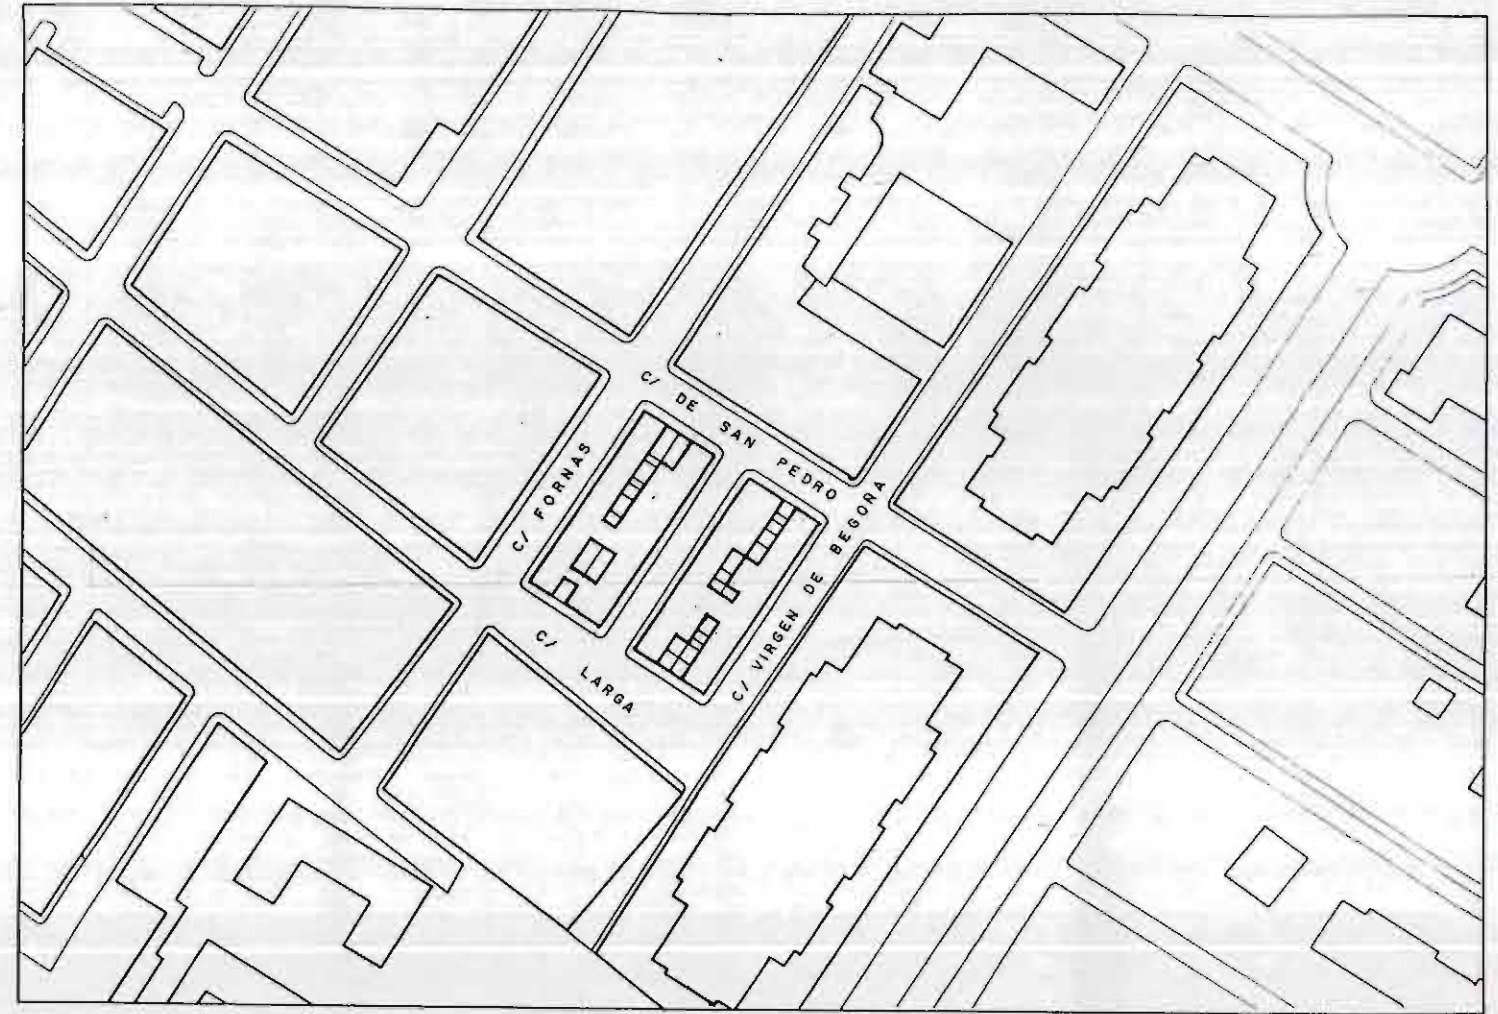 C/ DE SAN PEDRO
C/ FORNAS
C/ VIRGEN DE BEGORA
C/ LARGA